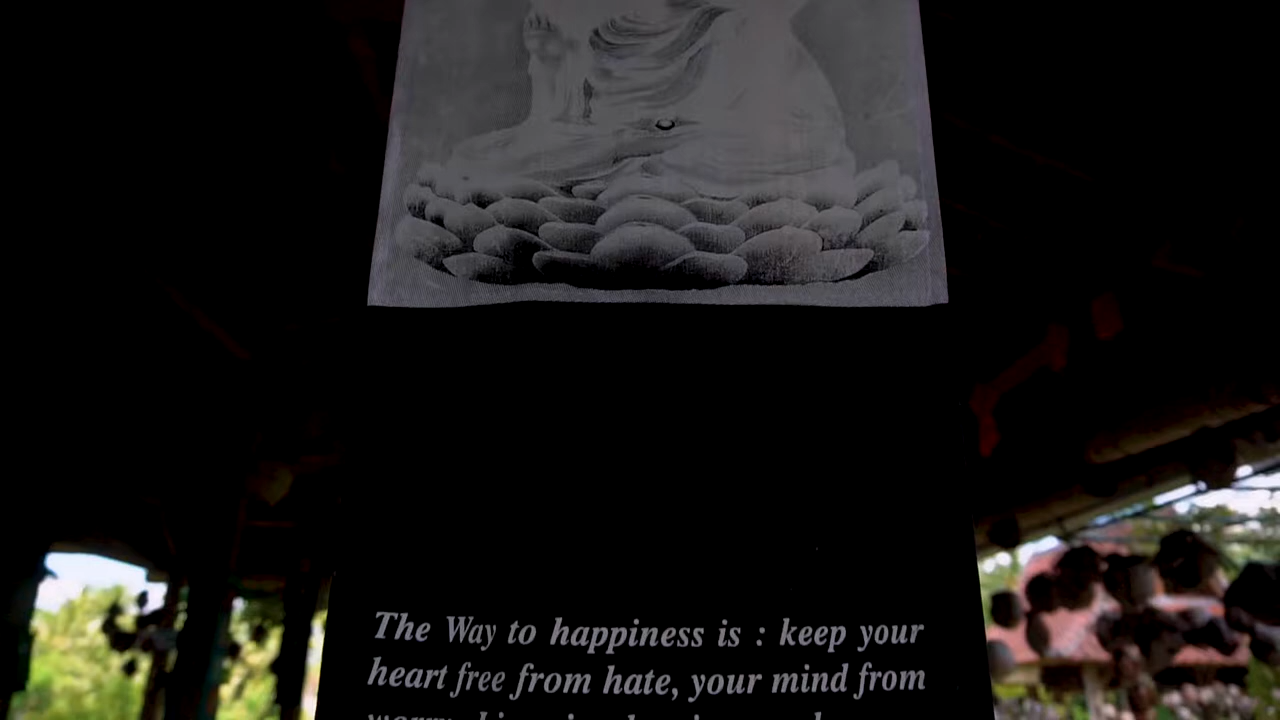 The Way to happiness is : keep your
heart free from hate, your mind from